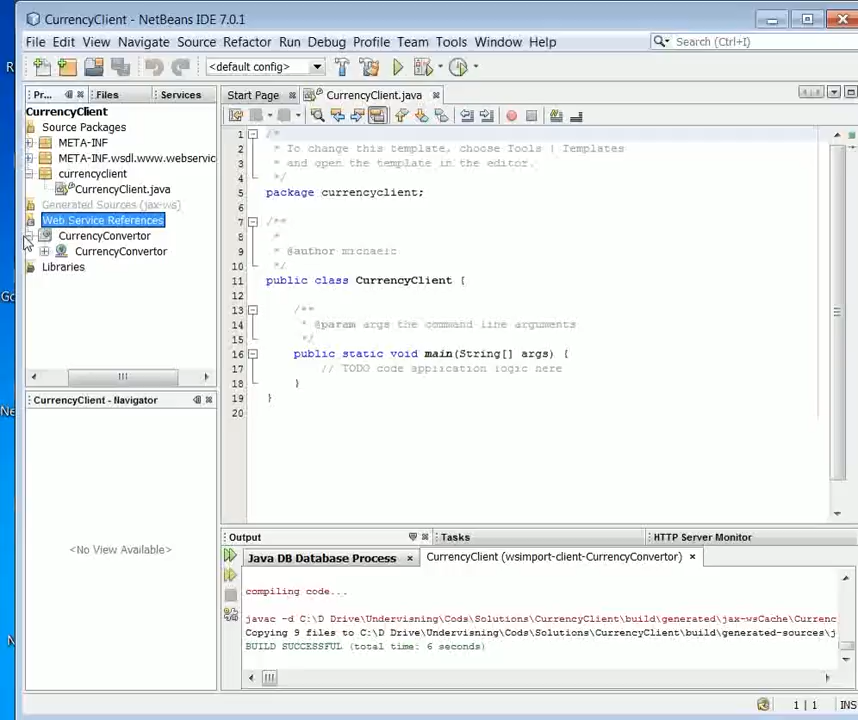 CurrencyClient - NetBeans IDE 7.0.1
File Edit View Navigate Source Refactor Run Debug Profile Team Tools Window Help
Search (Ctrl+I)
<default config>
Pr...
Files
Services
Start Page
CurrencyClient.java
CurrencyClient
Source Packages
META-INF
META-INF.wsdl.www.webservic
currencyclient
CurrencyClient.java
Generated Sources (jax-ws)
Web Service References
CurrencyConvertor
CurrencyConvertor
Libraries
1 /*
2 * To change this template, choose Tools | Templates
3 * and open the template in the editor.
4 */
5 package currencyclient;
6
7 /**
8 *
9 * @author michaelc
10 */
11 public class CurrencyClient {
12
13 /**
14 * @param args the command line arguments
15 */
16 public static void main(String[] args) {
17 // TODO code application logic here
18 }
19 }
20
CurrencyClient - Navigator
<No View Available>
Output
Tasks
HTTP Server Monitor
Java DB Database Process
CurrencyClient (wsimport-client-CurrencyConvertor)
compiling code...
javac -d C:\D Drive\Undervisning\Cods\Solutions\CurrencyClient\build\generated\jax-wsCache\Currenc
Copying 9 files to C:\D Drive\Undervisning\Cods\Solutions\CurrencyClient\build\generated-sources\j
BUILD SUCCESSFUL (total time: 6 seconds)
1 | 1
INS